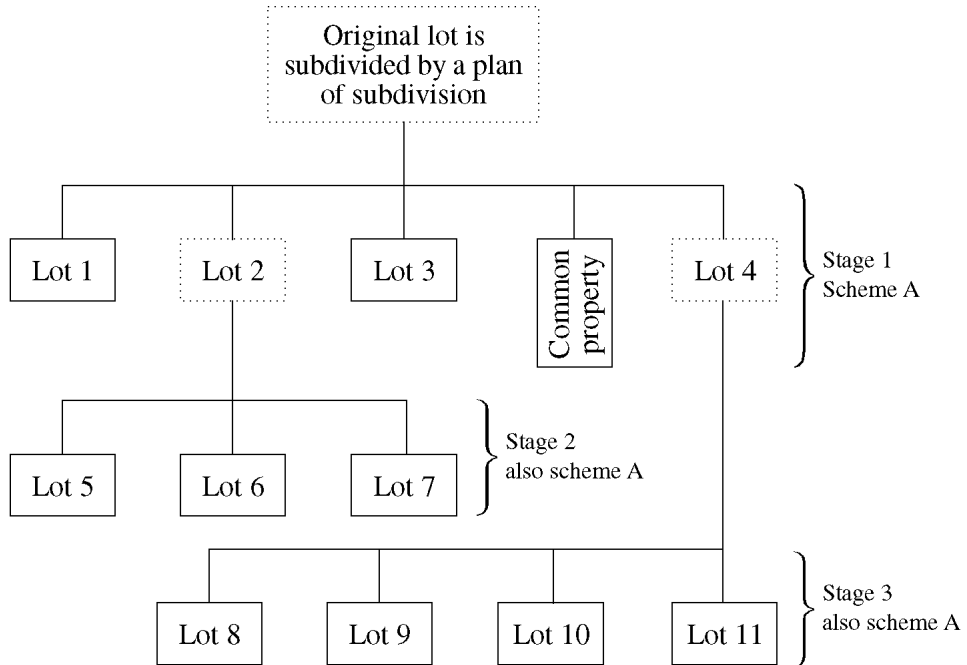 Original lot is
subdivided by a plan
of subdivision
Lot 1
Lot 2
Lot 3
Common
property
Lot 4
Stage 1
Scheme A
Lot 5
Lot 6
Lot 7
Stage 2
also scheme A
Lot 8
Lot 9
Lot 10
Lot 11
Stage 3
also scheme A